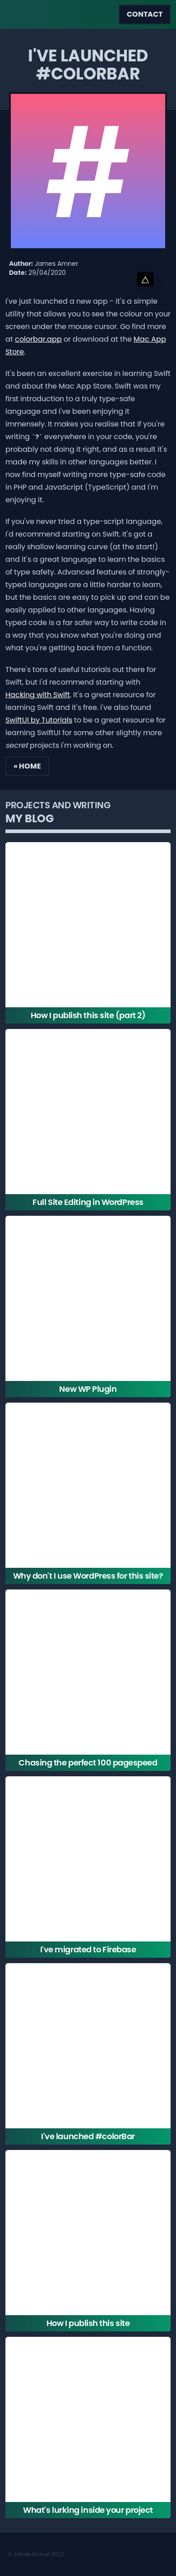 CONTACT
I'VE LAUNCHED
#COLORBAR
#
Author: James Amner
Date: 29/04/2020
I've just launched a new app - it's a simple
utility that allows you to see the colour on your
screen under the mouse cursor. Go find more
at colorbar.app or download at the Mac App
Store.
It's been an excellent exercise in learning Swift
and about the Mac App Store. Swift was my
first introduction to a truly type-safe
language and I've been enjoying it
immensely. It makes you realise that if you're
writing `?` everywhere in your code, you're
probably not doing it right, and as a result it's
made my skills in other languages better. I
now find myself writing more type-safe code
in PHP and JavaScript (TypeScript) and I'm
enjoying it.
If you've never tried a type-script language,
I'd recommend starting on Swift. It's got a
really shallow learning curve (at the start!)
and it's a great language to learn the basics
of type safety. Advanced features of strongly-
typed languages are a little harder to learn,
but the basics are easy to pick up and can be
easily applied to other languages. Having
typed code is a far safer way to write code in
a way that you know what you're doing and
what you're getting back from a function.
There's tons of useful tutorials out there for
Swift, but I'd recommend starting with
Hacking with Swift. It's a great resource for
learning Swift and it's free. I've also found
SwiftUI by Tutorials to be a great resource for
learning SwiftUI for some other slightly more
secret projects I'm working on.
« HOME
PROJECTS AND WRITING
MY BLOG
How I publish this site (part 2)
Full Site Editing in WordPress
New WP Plugin
Why don't I use WordPress for this site?
Chasing the perfect 100 pagespeed
I've migrated to Firebase
I've launched #colorBar
How I publish this site
What's lurking inside your project
© James Amner 2023